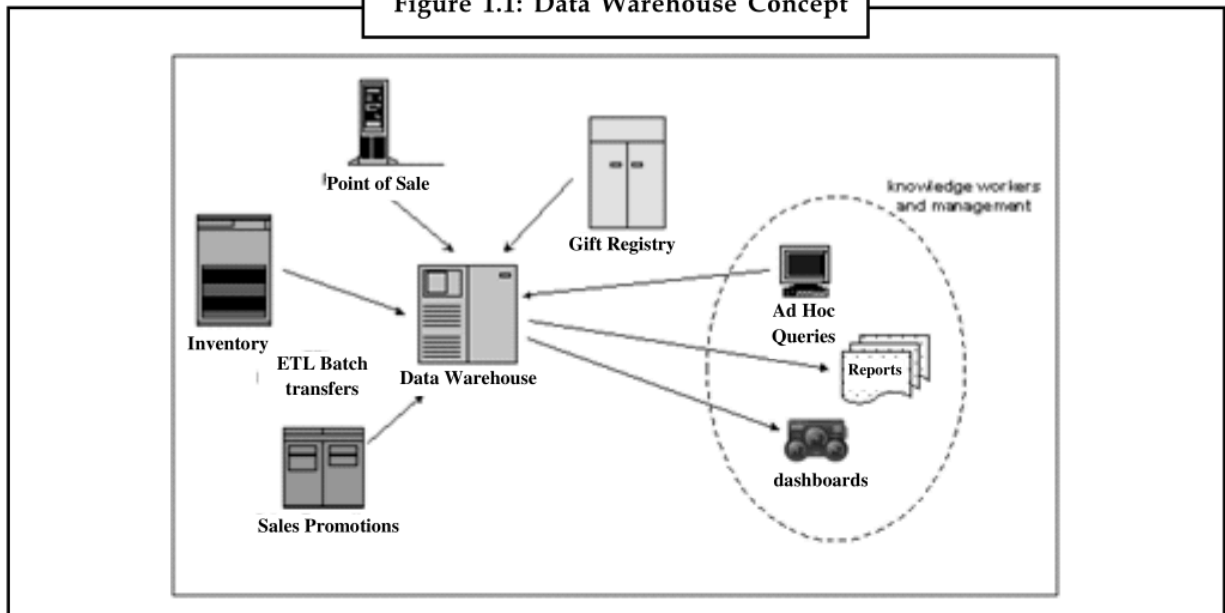 Figure 1.1: Data Warehouse Concept
Point of Sale
knowledge workers
and management
Gift Registry
Ad Hoc
Queries
Inventory
ETL Batch
transfers
Data Warehouse
Reports
dashboards
Sales Promotions